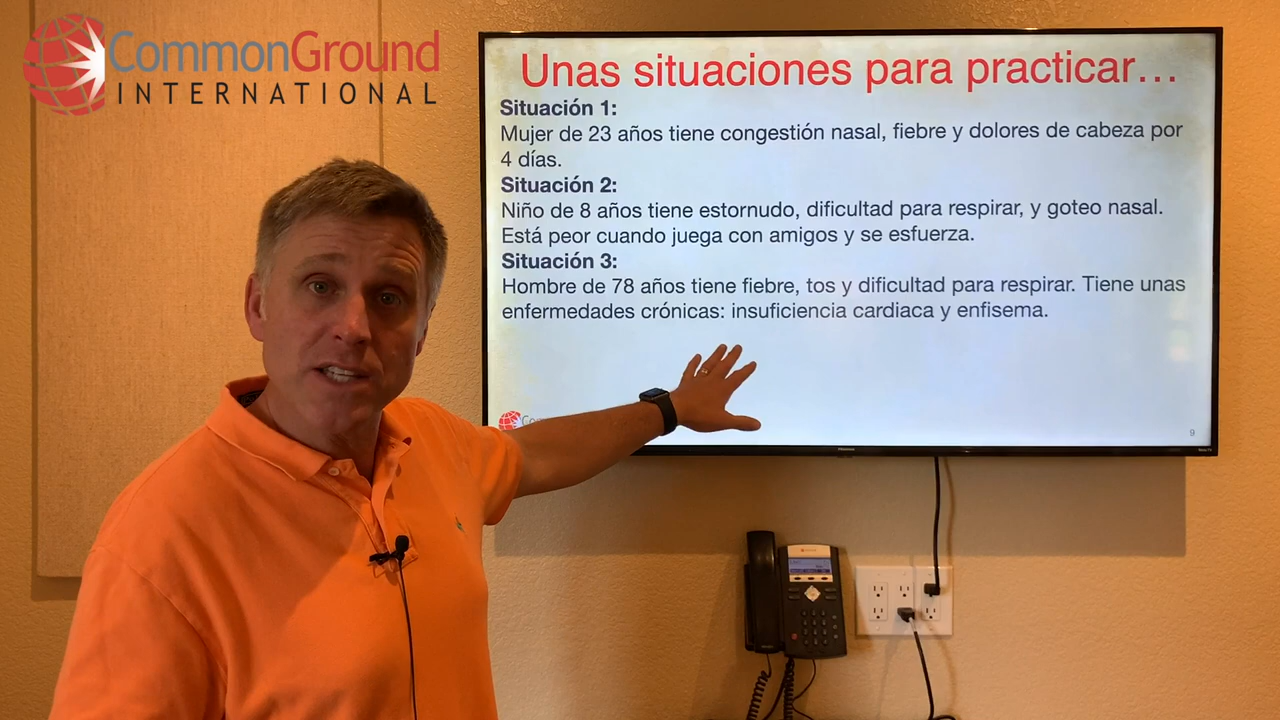 CommonGround
INTERNATIONAL
Unas situaciones para practicar…
Situación 1:
Mujer de 23 años tiene congestión nasal, fiebre y dolores de cabeza por
4 días.
Situación 2:
Niño de 8 años tiene estornudo, dificultad para respirar, y goteo nasal.
Está peor cuando juega con amigos y se esfuerza.
Situación 3:
Hombre de 78 años tiene fiebre, tos y dificultad para respirar. Tiene unas
enfermedades crónicas: insuficiencia cardiaca y enfisema.
9